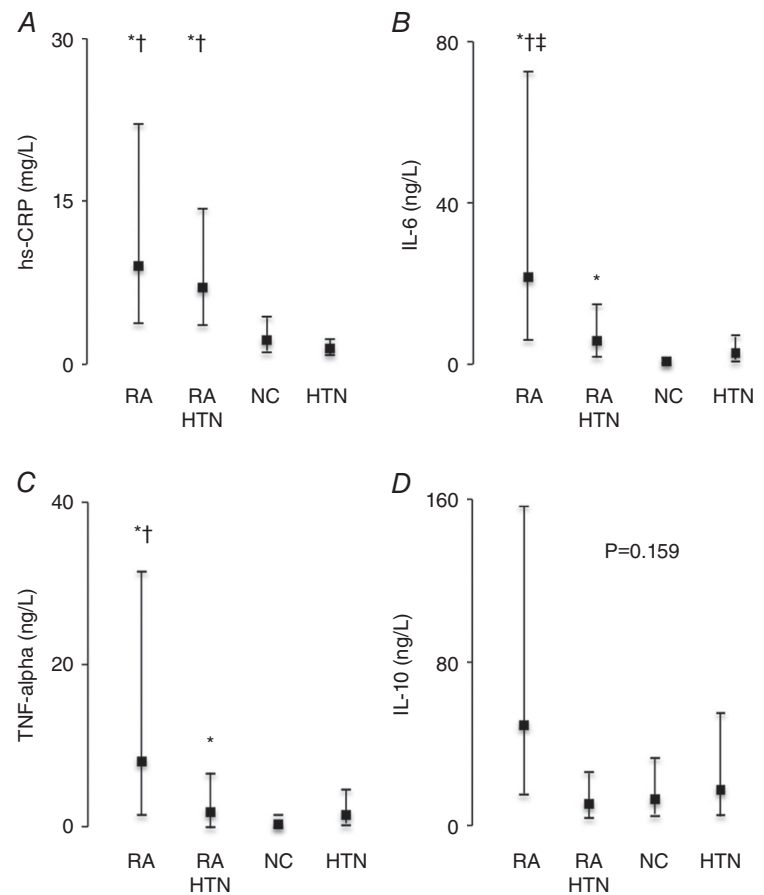 A
30
*†
*†
hs-CRP (mg/L)
15
0
RA
RA
HTN
NC
HTN
B
80
*†‡
IL-6 (ng/L)
40
*
0
RA
RA
HTN
NC
HTN
C
40
*†
TNF-alpha (ng/L)
20
*
0
RA
RA
HTN
NC
HTN
D
160
P=0.159
IL-10 (ng/L)
80
0
RA
RA
HTN
NC
HTN